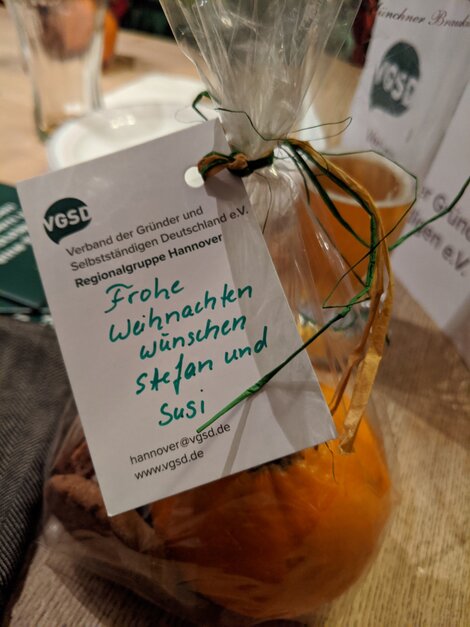 Münchner
VGSD
VGSD
Verband der Gründer und
Selbstständigen Deutschland e.V.
Regionalgruppe Hannover
Frohe
Weihnachten
wünschen
Stefan und
Susi
hannover@vgsd.de
www.vgsd.de
e.V.